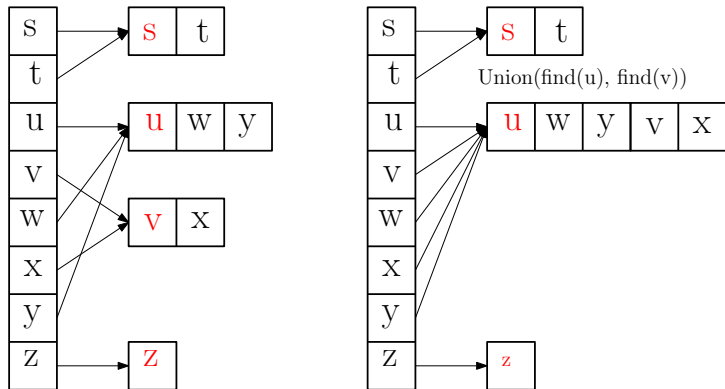 s
t
u
v
w
x
y
z
s t
u w y
v x
z
s
t
u
v
w
x
y
z
s t
Union(find(u), find(v))
u w y v x
z